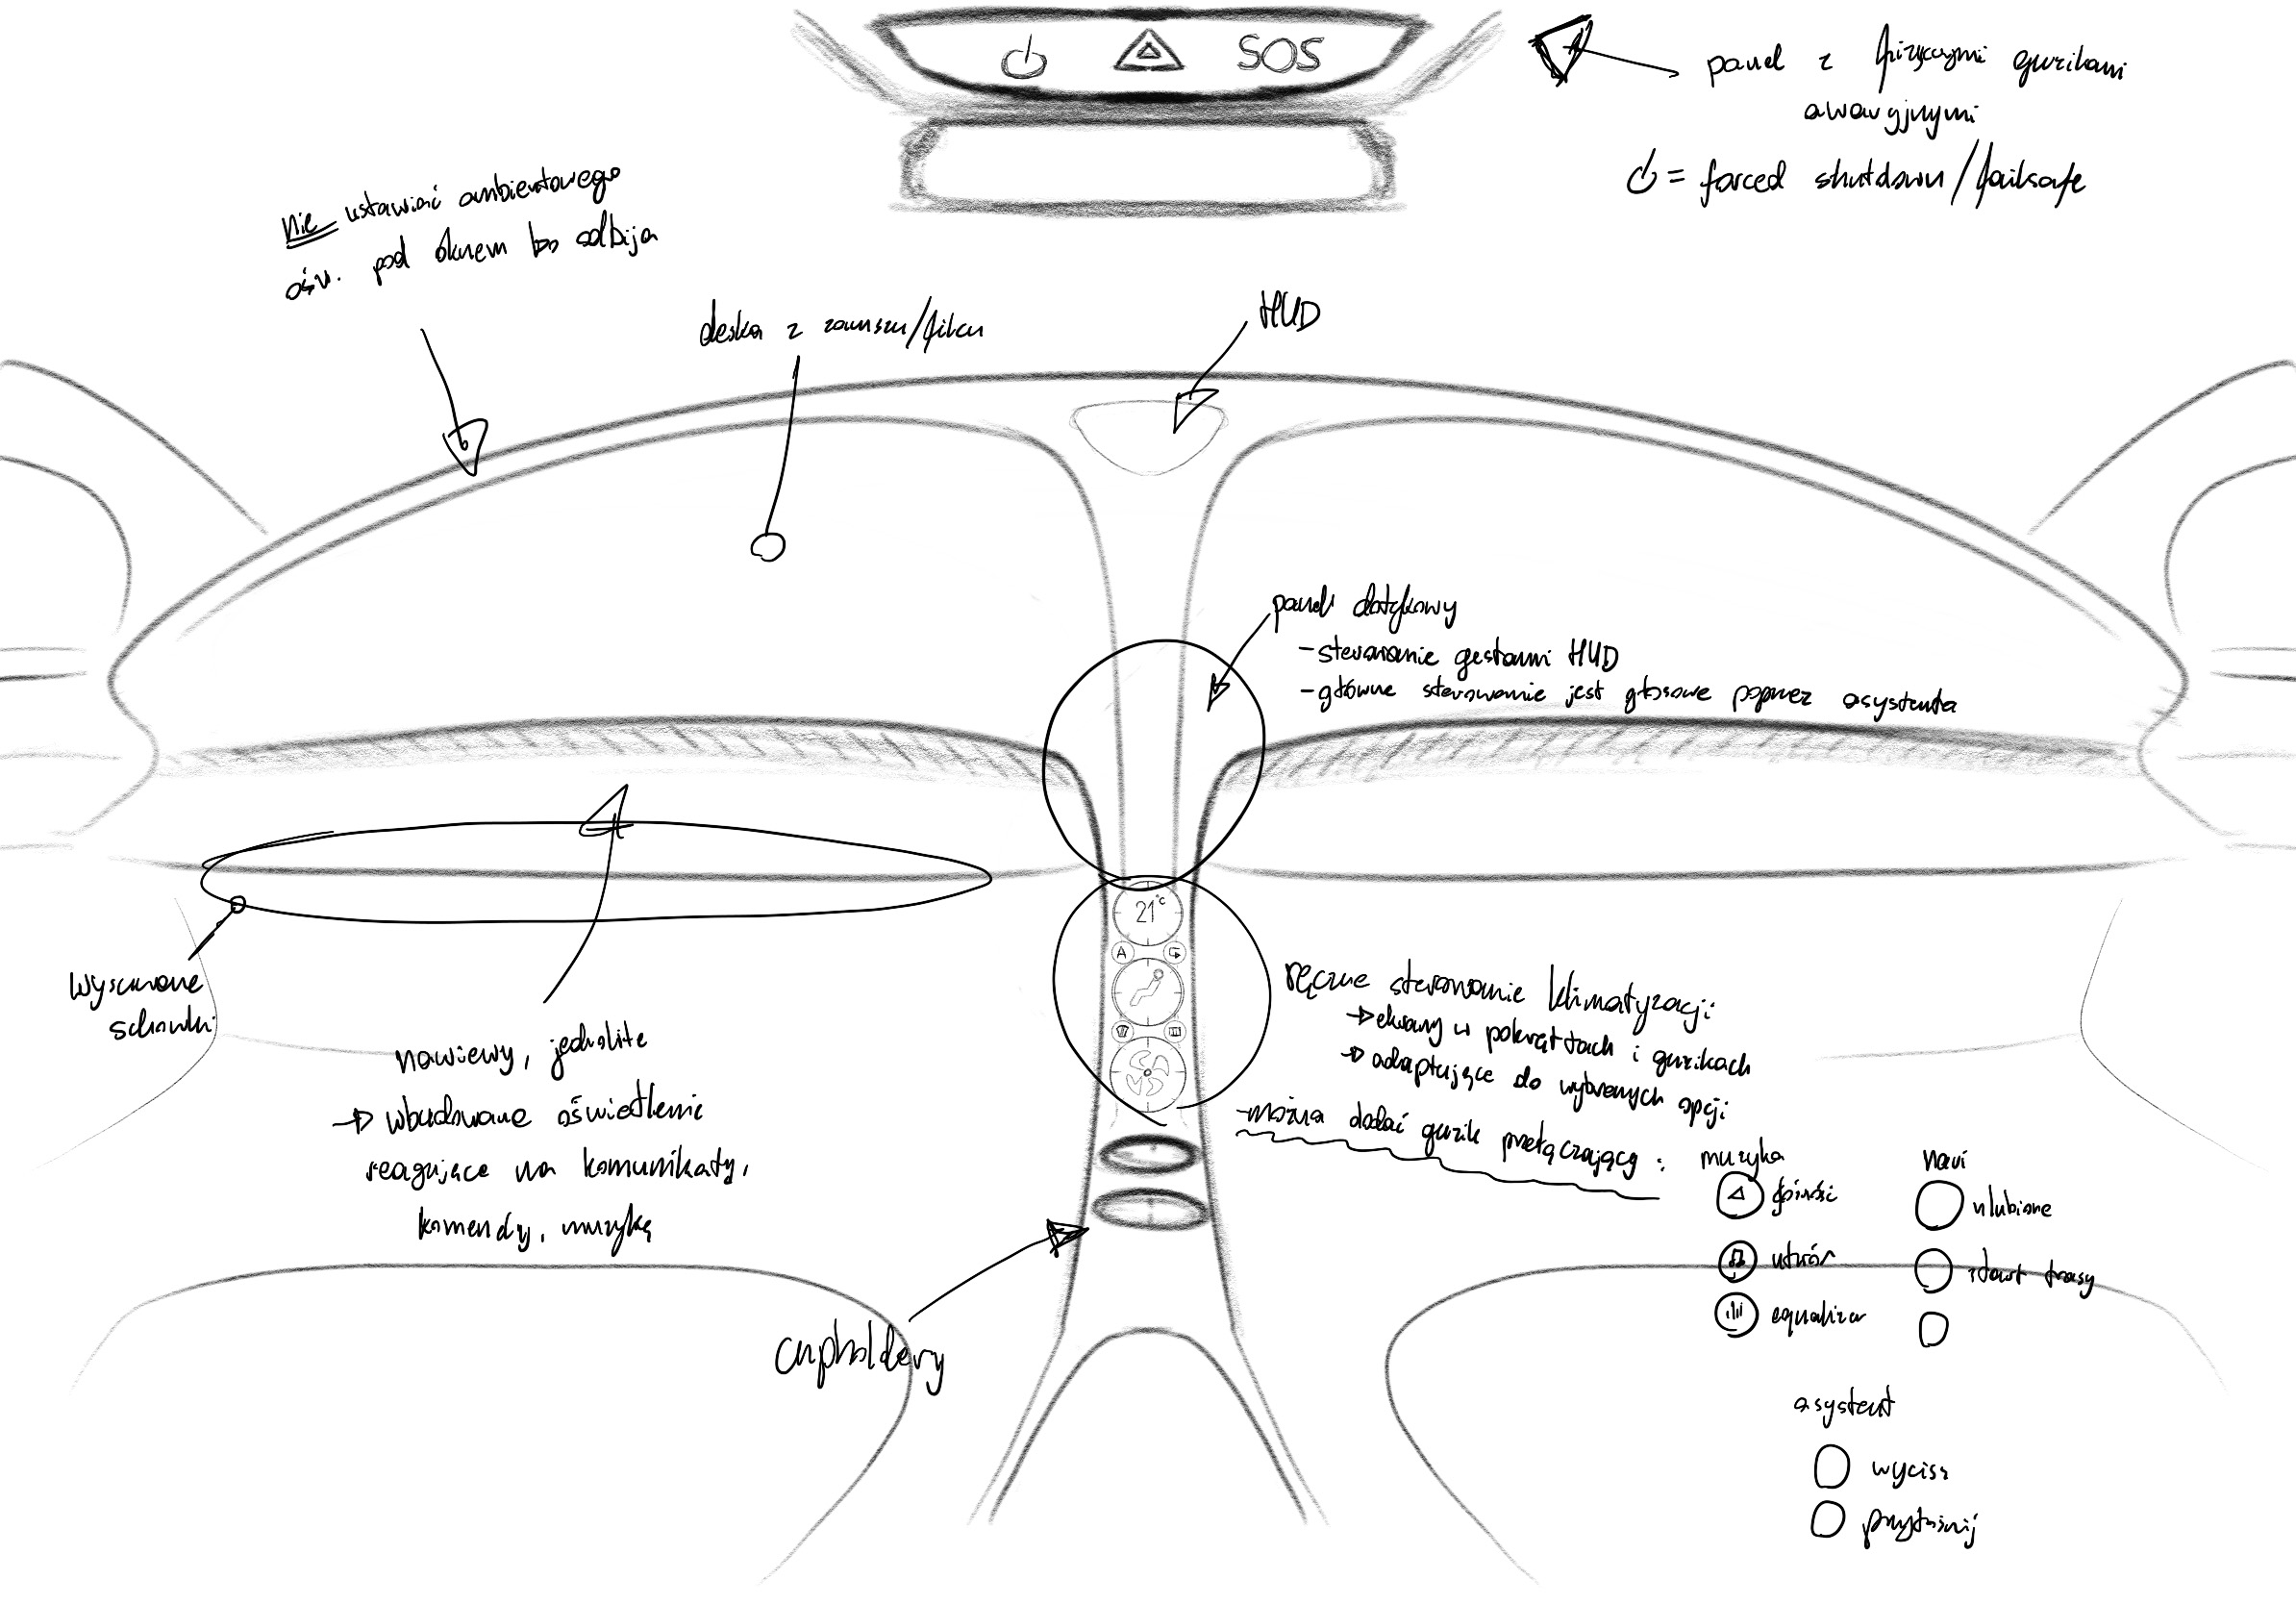 SOS
panel z fizycznymi guzikami
awaryjnymi
= forced shutdown/failsafe
nie ustawiać ambientowego
ośw. pod oknem bo odbija
deska z zamszu/filcu
HUD
panel dotykowy
- sterowanie gestami HUD
- główne sterowanie jest głosowe poprzez asystenta
21°C
A
wysuwane
schowki
nawiewy, jednolite
→ wbudowane oświetlenie
reagujące na komunikaty,
komendy, muzykę
ręczne sterowanie klimatyzacji
→ ekrany w pokrętłach i guzikach
→ adaptujące do wybranych opcji
- można dodać guzik przełączający :
muzyka
głośność
utwór
equalizer
navi
ulubione
start trasy
cupholdery
asystent
wycisz
przytłumij